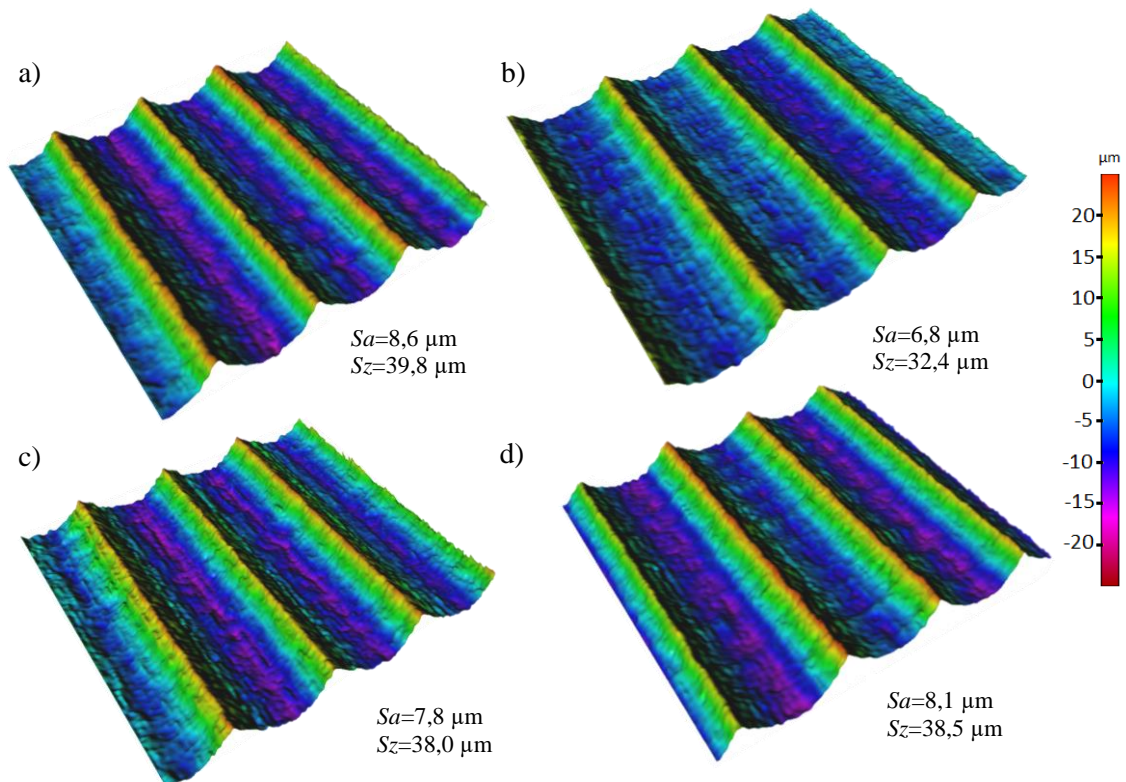 a)
b)
Sa=8,6 µm
Sz=39,8 µm
Sa=6,8 µm
Sz=32,4 µm
c)
d)
Sa=7,8 µm
Sz=38,0 µm
Sa=8,1 µm
Sz=38,5 µm
µm
20
15
10
5
0
-5
-10
-15
-20